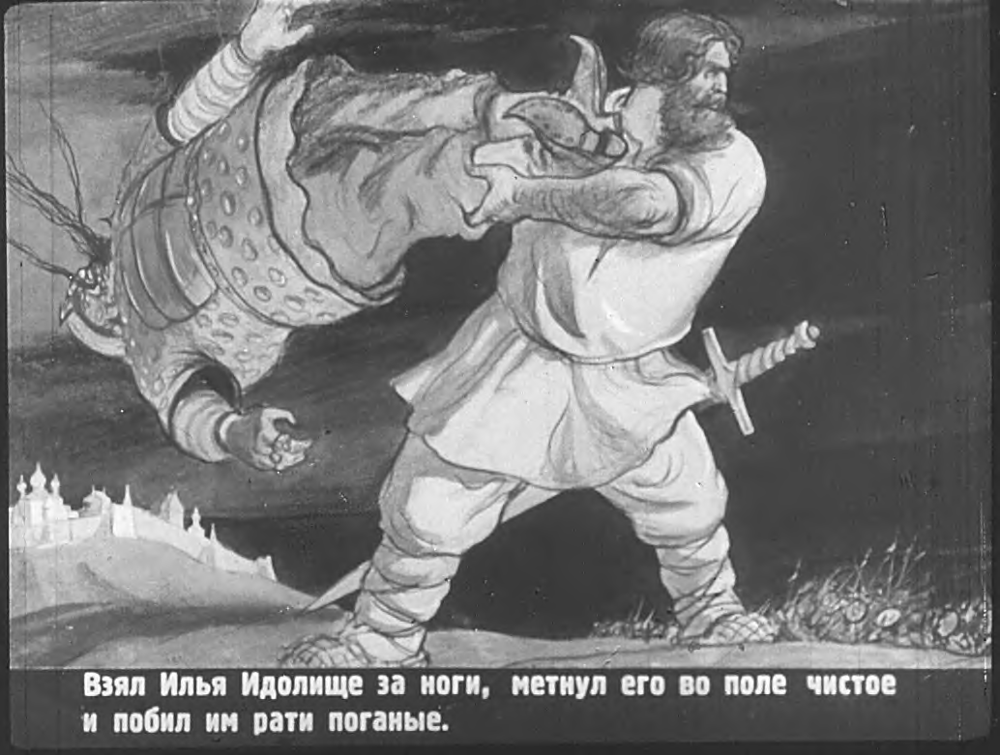 Взял Илья Идолище за ноги, метнул его во поле чистое
и побил им рати поганые.